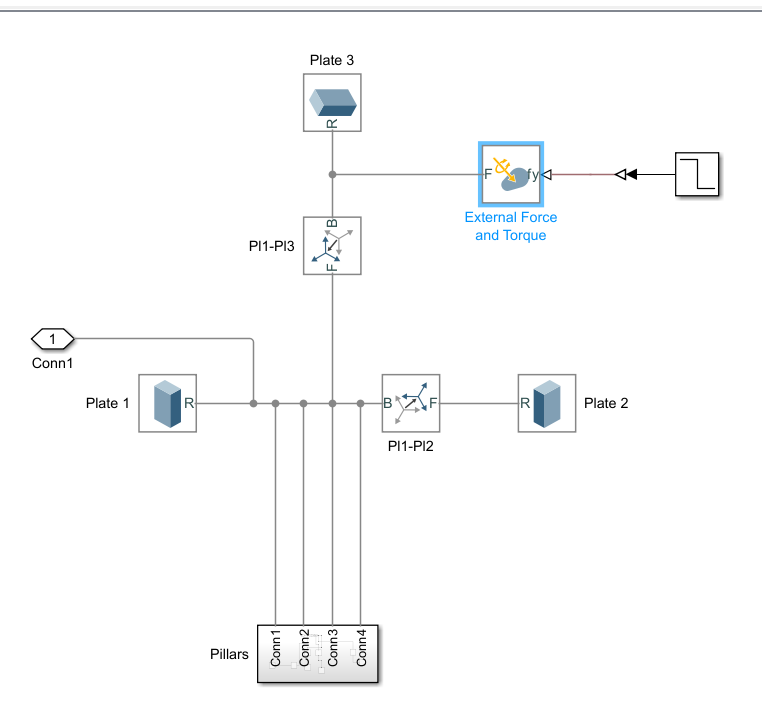 Plate 3
R
F
fy
External Force
and Torque
B
Pl1-Pl3
F
1
Conn1
Plate 1
R
B
F
R
Plate 2
Pl1-Pl2
Pillars
Conn1
Conn2
Conn3
Conn4